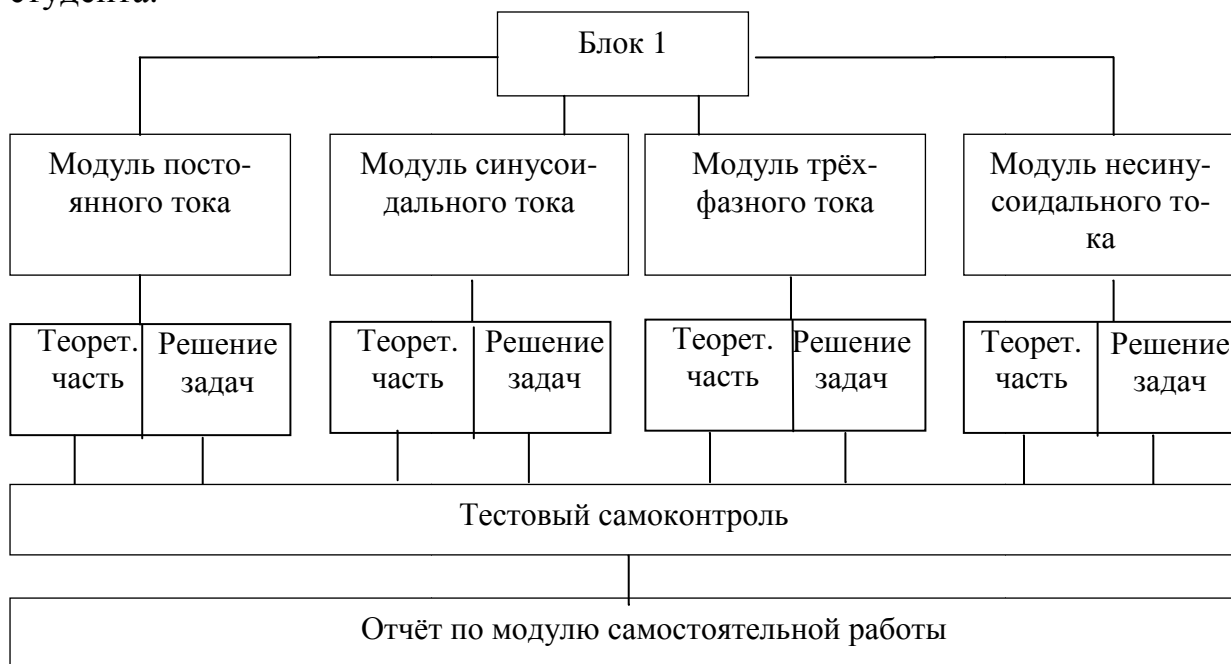 студента.
Блок 1
Модуль посто-
янного тока
Модуль синусои-
дального тока
Модуль трёх-
фазного тока
Модуль несину-
соидального то-
ка
Теорет.
часть
Решение
задач
Теорет.
часть
Решение
задач
Теорет.
часть
Решение
задач
Теорет.
часть
Решение
задач
Тестовый самоконтроль
Отчёт по модулю самостоятельной работы